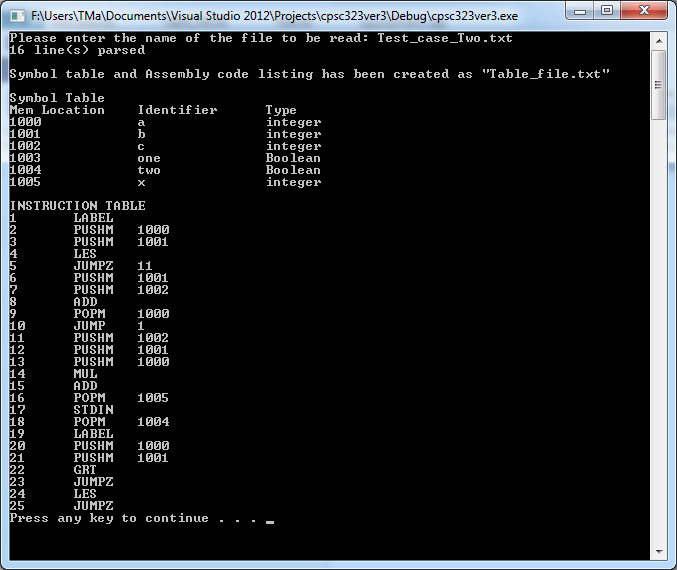 F:\Users\TMa\Documents\Visual Studio 2012\Projects\cpsc323ver3\Debug\cpsc323ver3.exe
Please enter the name of the file to be read: Test_case_Two.txt
16 line(s) parsed
Symbol table and Assembly code listing has been created as "Table_file.txt"
Symbol Table
Mem Location    Identifier      Type
1000            a               integer
1001            b               integer
1002            c               integer
1003            one             Boolean
1004            two             Boolean
1005            x               integer
INSTRUCTION TABLE
1       LABEL
2       PUSHM   1000
3       PUSHM   1001
4       LES
5       JUMPZ   11
6       PUSHM   1001
7       PUSHM   1002
8       ADD
9       POPM    1000
10      JUMP    1
11      PUSHM   1002
12      PUSHM   1001
13      PUSHM   1000
14      MUL
15      ADD
16      POPM    1005
17      STDIN
18      POPM    1004
19      LABEL
20      PUSHM   1000
21      PUSHM   1001
22      GRT
23      JUMPZ
24      LES
25      JUMPZ
Press any key to continue . . . _